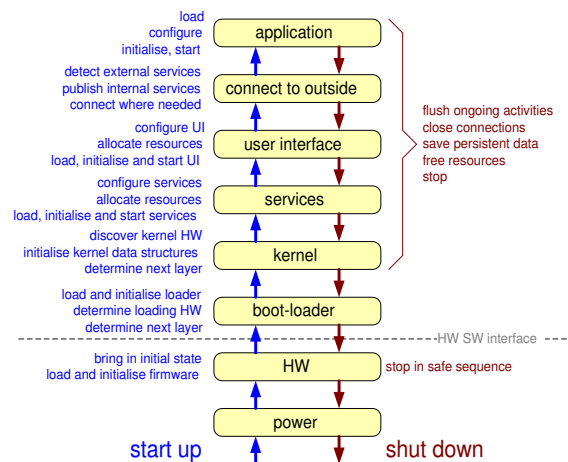 load
configure
initialise, start
application
detect external services
publish internal services
connect where needed
connect to outside
configure UI
allocate resources
load, initialise and start UI
user interface
configure services
allocate resources
load, initialise and start services
services
discover kernel HW
initialise kernel data structures
determine next layer
kernel
flush ongoing activities
close connections
save persistent data
free resources
stop
load and initialise loader
determine loading HW
determine next layer
boot-loader
HW SW interface
bring in initial state
load and initialise firmware
HW
stop in safe sequence
power
start up
shut down